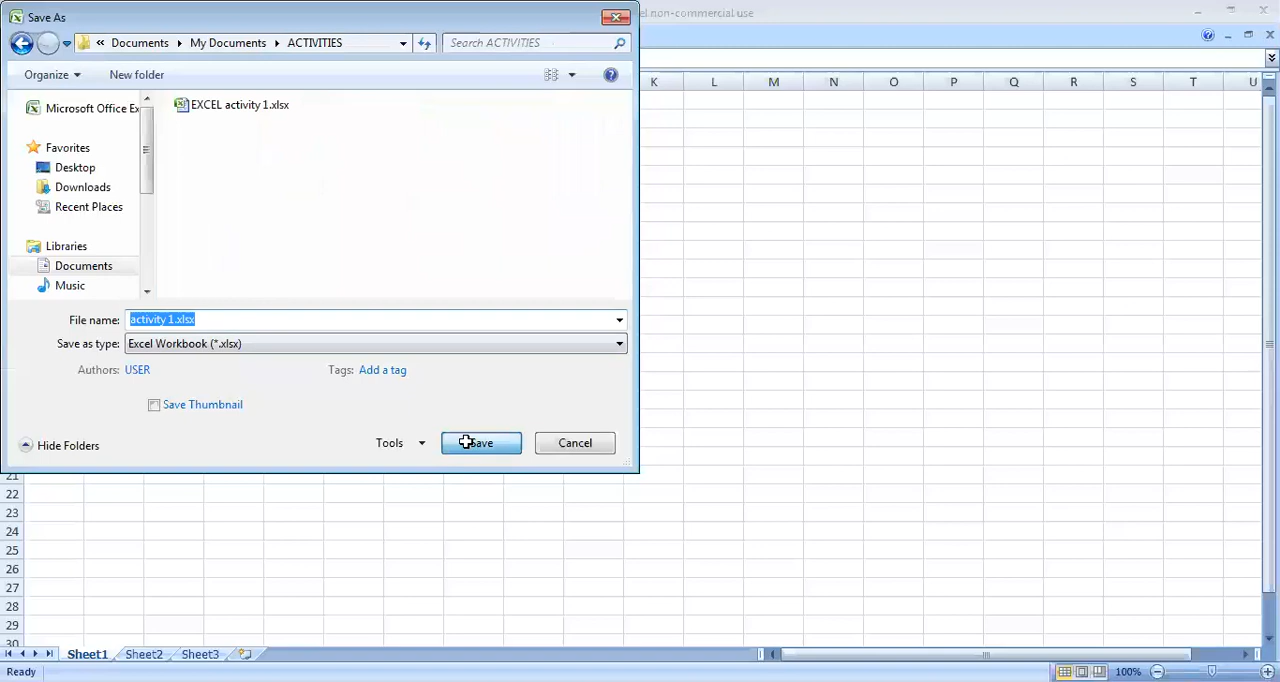 Save As
el non-commercial use
« Documents My Documents ACTIVITIES Search ACTIVITIES
Organize New folder
K L M N O P Q R S T U
Microsoft Office Ex
EXCEL activity 1.xlsx
Favorites
Desktop
Downloads
Recent Places
Libraries
Documents
Music
File name: activity 1.xlsx
Save as type: Excel Workbook (*.xlsx)
Authors: USER Tags: Add a tag
Save Thumbnail
Hide Folders Tools Save Cancel
21
22
23
24
25
26
27
28
29
30
Sheet1 Sheet2 Sheet3
Ready 100%